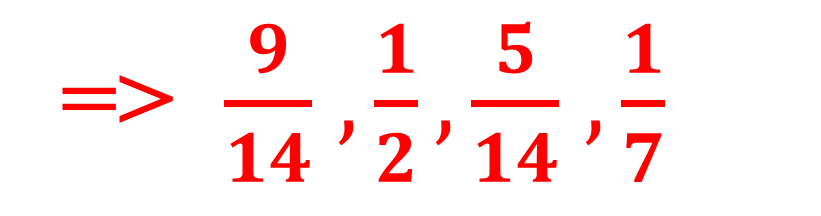 => 9/14 , 1/2 , 5/14 , 1/7